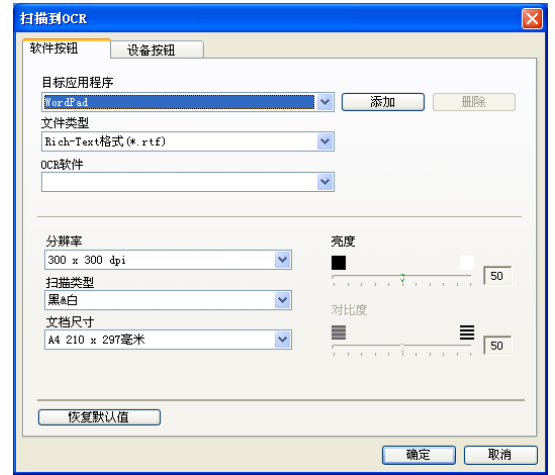 扫描到OCR
软件按钮 设备按钮
目标应用程序
WordPad 添加 删除
文件类型
Rich-Text格式(*.rtf)
OCR软件
分辨率 亮度
300 x 300 dpi 50
扫描类型
黑&白 对比度
文档尺寸
A4 210 x 297毫米 50
恢复默认值
确定 取消